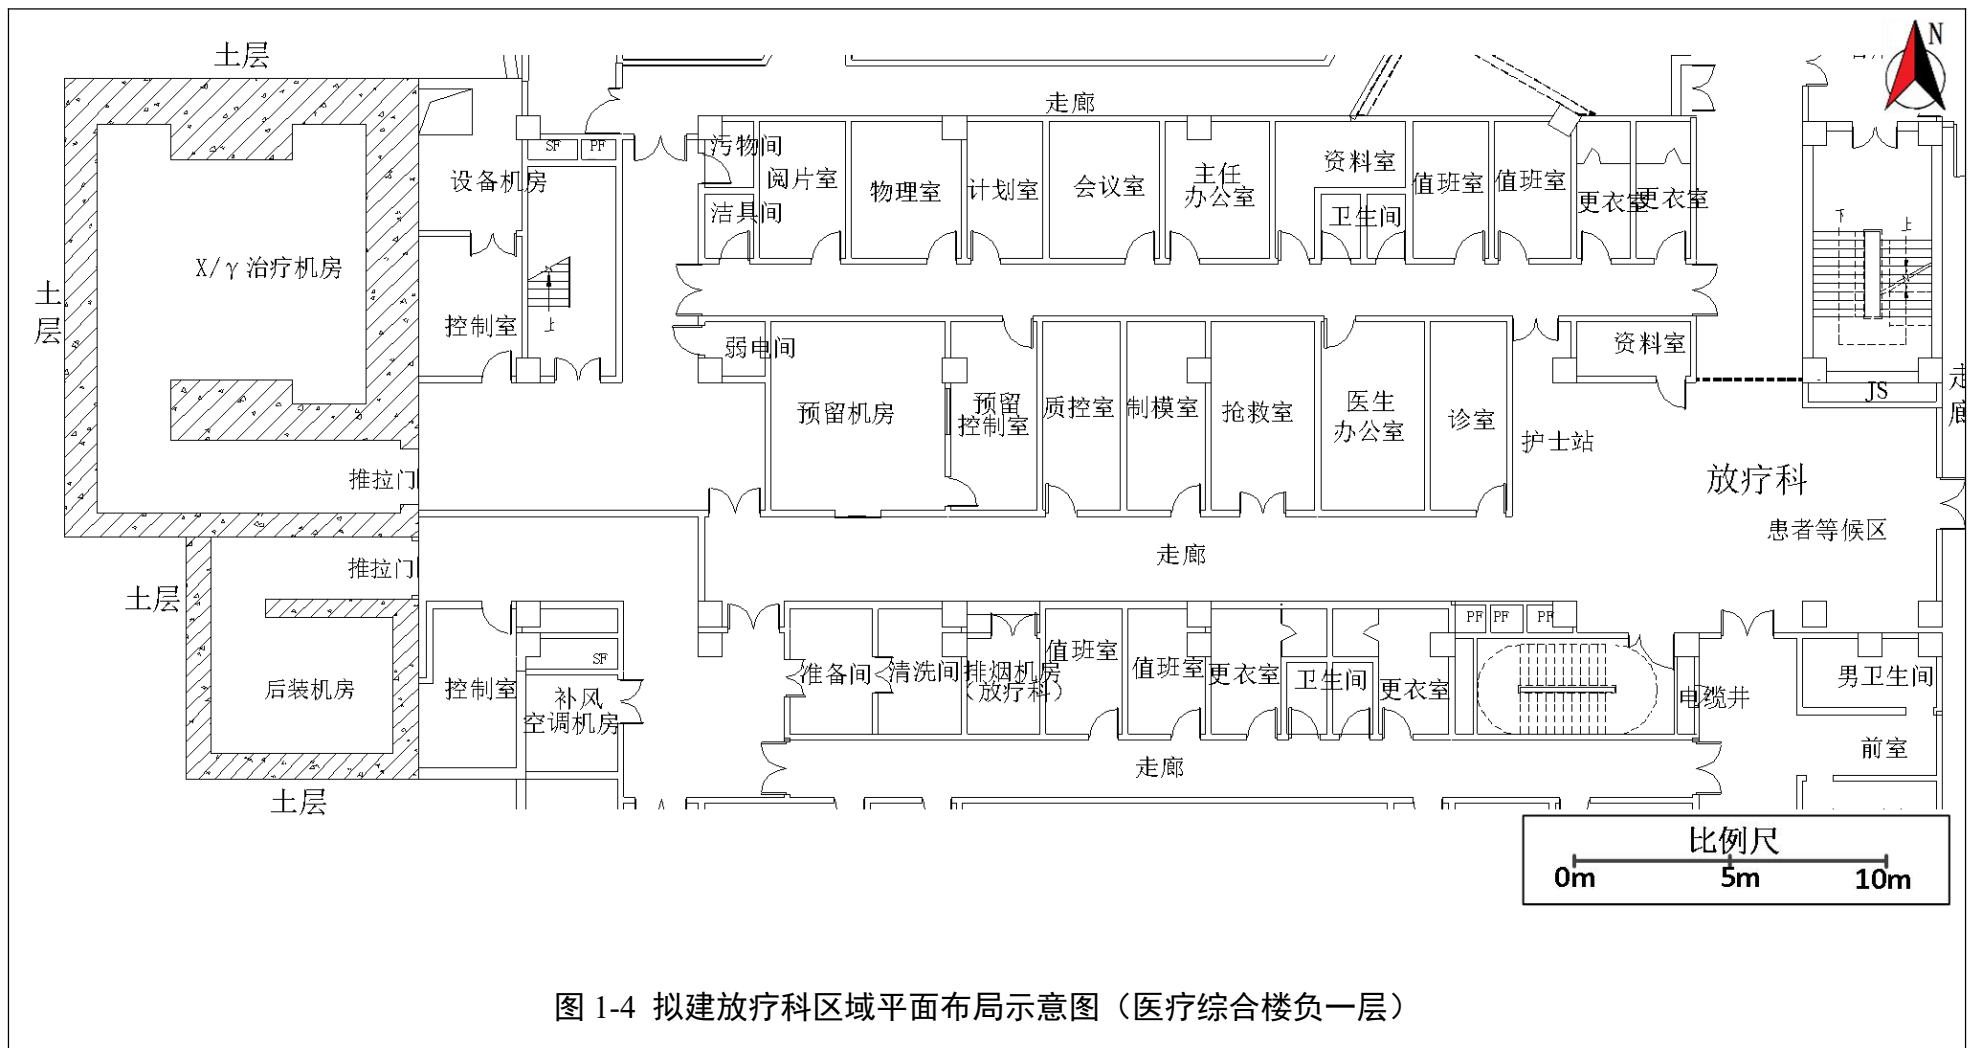 N
土层
走廊
SF
PF
污物间
阅片室
物理室
计划室
会议室
主任
办公室
资料室
值班室
值班室
更衣室
更衣室
设备机房
洁具间
卫生间
下
上
X/γ 治疗机房
土
层
控制室
上
弱电间
资料室
预留机房
预留
控制室
质控室
制模室
抢救室
医生
办公室
诊室
护士站
JS
走
廊
推拉门
放疗科
患者等候区
走廊
推拉门
土层
PF
PF
PF
SF
后装机房
控制室
补风
空调机房
准备间
清洗间
排烟机房
（放疗科）
值班室
值班室
更衣室
卫生间
更衣室
电缆井
男卫生间
前室
走廊
土层
比例尺
0m
5m
10m
图 1-4 拟建放疗科区域平面布局示意图（医疗综合楼负一层）